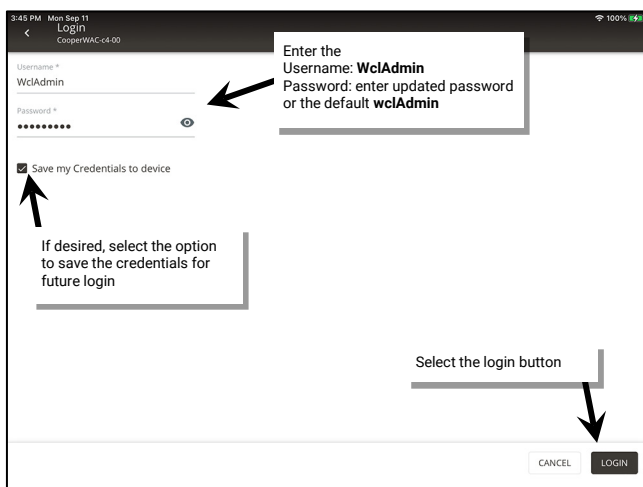 3:45 PM Mon Sep 11
100%
Login
CooperWAC-c4-00
Enter the
Username: WclAdmin
Password: enter updated password
or the default wclAdmin
Username *
WclAdmin
Password *
•••••••••
Save my Credentials to device
If desired, select the option
to save the credentials for
future login
Select the login button
CANCEL
LOGIN